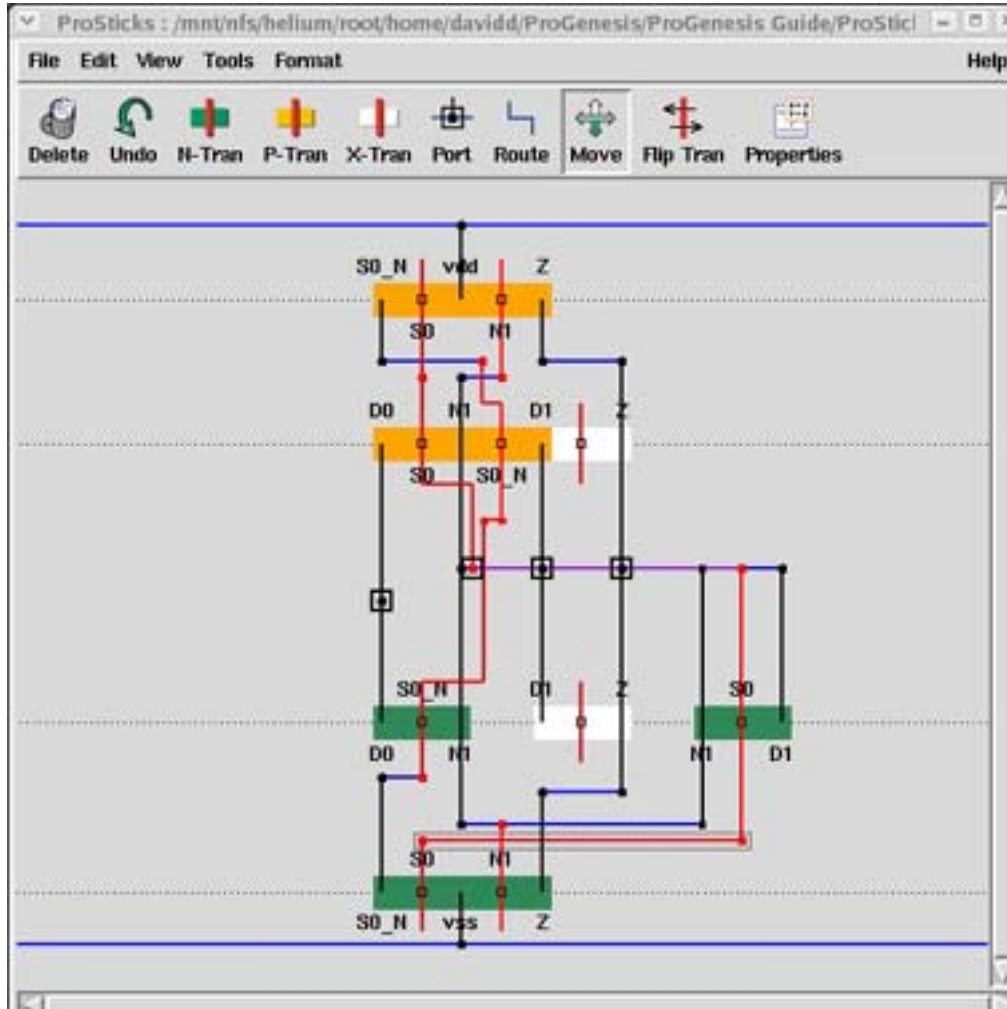 ProSticks : /mnt/nfs/helium/root/home/davidd/ProGenesis/ProGenesis Guide/ProSticl
File Edit View Tools Format Help
Delete Undo N-Tran P-Tran X-Tran Port Route Move Flip Tran Properties
S0_N vdd Z
S0 N1
D0 N1 D1 Z
S0 S0_N
S0_N D1 Z S0
D0 N1 N1 D1
S0 N1
S0_N vss Z